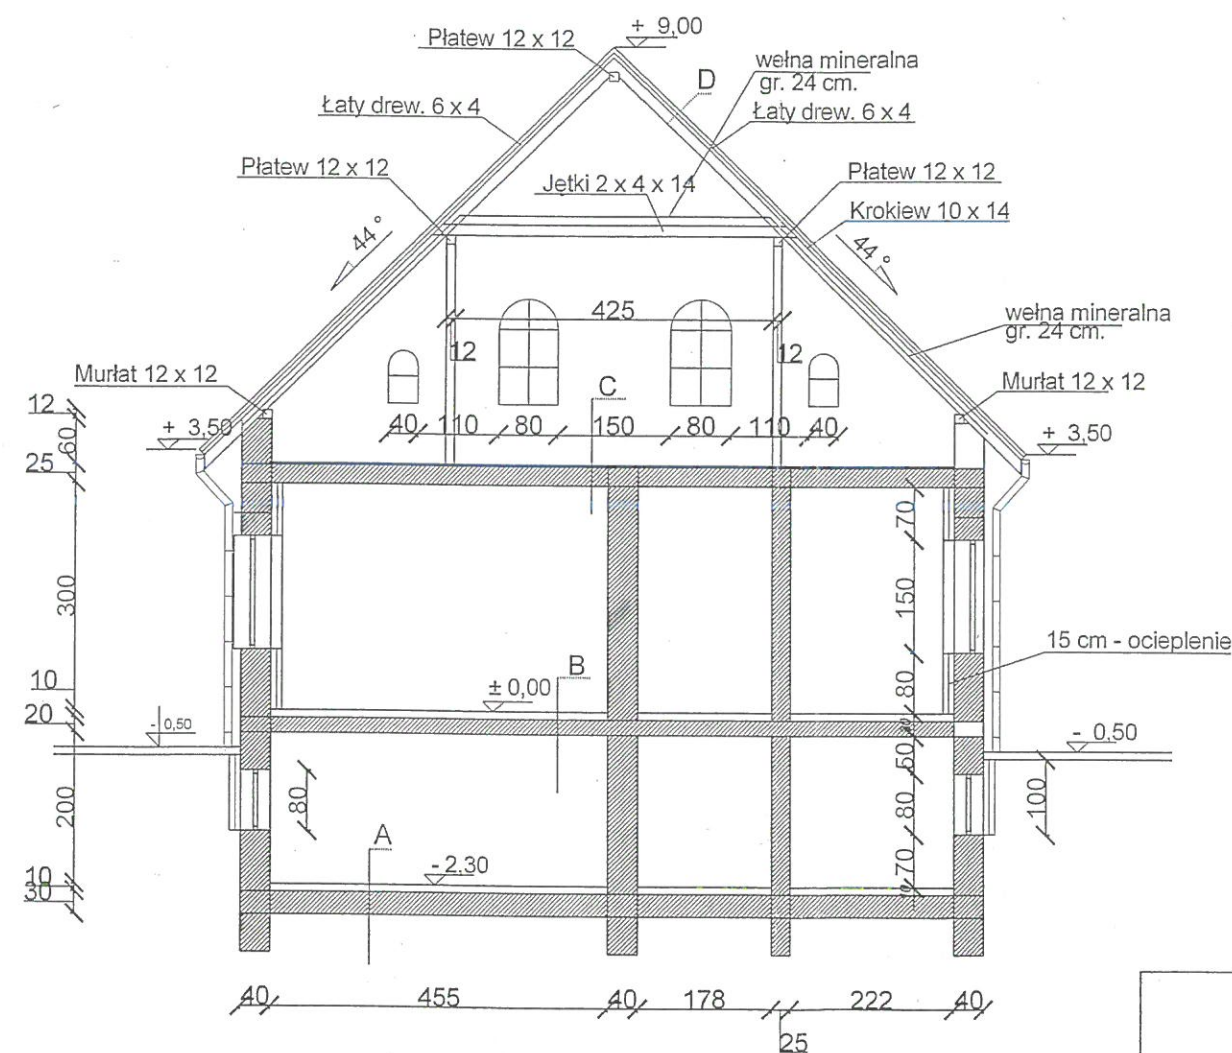 + 9,00
Płatew 12 x 12
wełna mineralna
gr. 24 cm.
D
Łaty drew. 6 x 4
Łaty drew. 6 x 4
Płatew 12 x 12
Jętki 2 x 4 x 14
Płatew 12 x 12
Krokiew 10 x 14
44°
44°
425
wełna mineralna
gr. 24 cm.
12
12
Murłat 12 x 12
C
Murłat 12 x 12
12
60
25
+ 3,50
40 110 80 150 80 110 40
+ 3,50
70
300
150
15 cm - ocieplenie
B
10
± 0,00
80
20
- 0,50
- 0,50
50
200
80
80
100
A
- 2.30
70
10
10
30
40 455 40 178 222 40
25